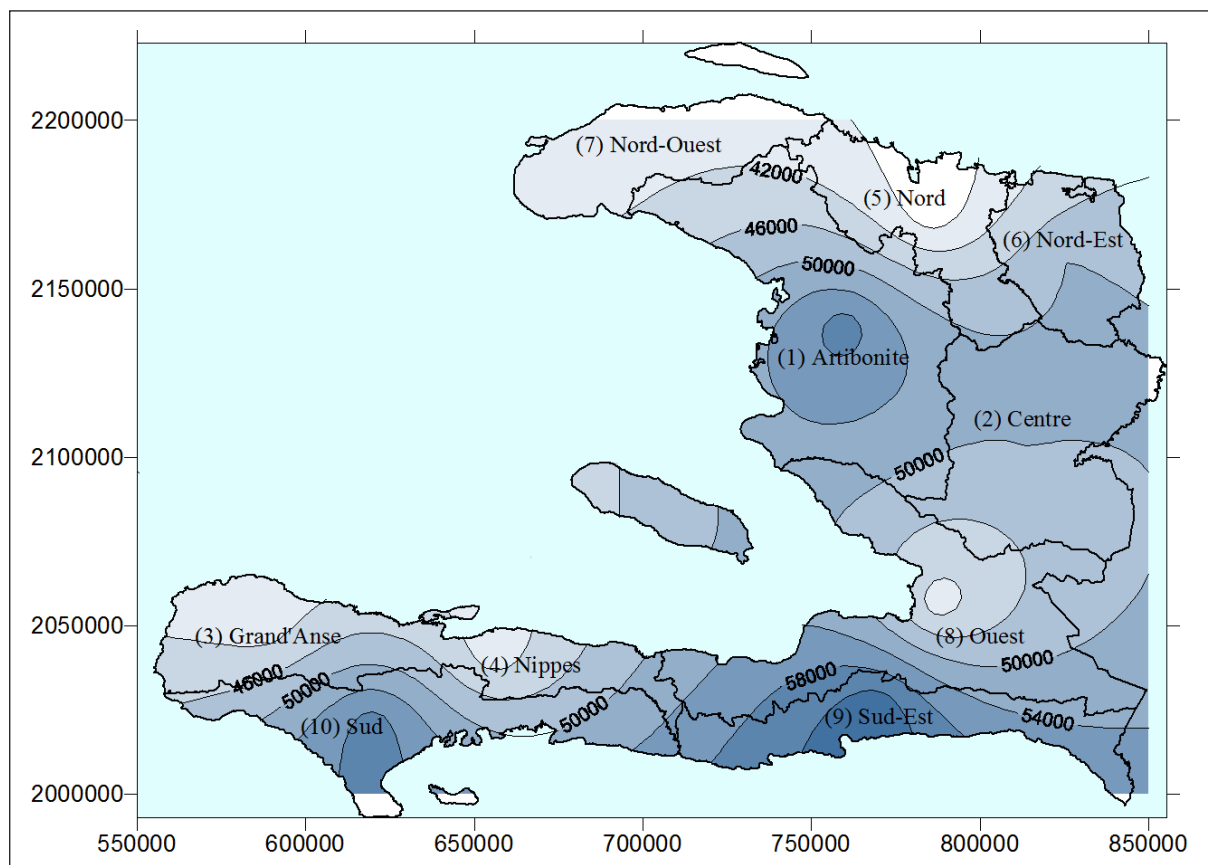 2200000
(7) Nord-Ouest
42000
(5) Nord
46000
(6) Nord-Est
50000
2150000
(1) Artibonite
(2) Centre
50000
2100000
2050000
(3) Grand'Anse
(8) Ouest
(4) Nippes
50000
46000
50000
58000
50000
(10) Sud
(9) Sud-Est
54000
2000000
550000 600000 650000 700000 750000 800000 850000